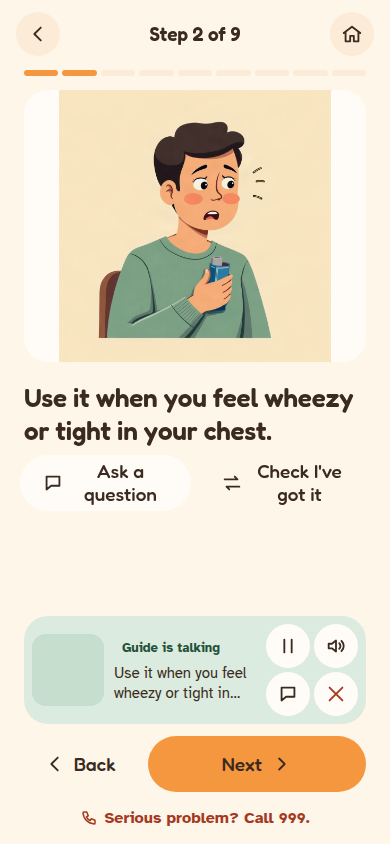 Step 2 of 9
Use it when you feel wheezy
or tight in your chest.
Ask a
question
Check I've
got it
Guide is talking
Use it when you feel
wheezy or tight in...
Back
Next
Serious problem? Call 999.